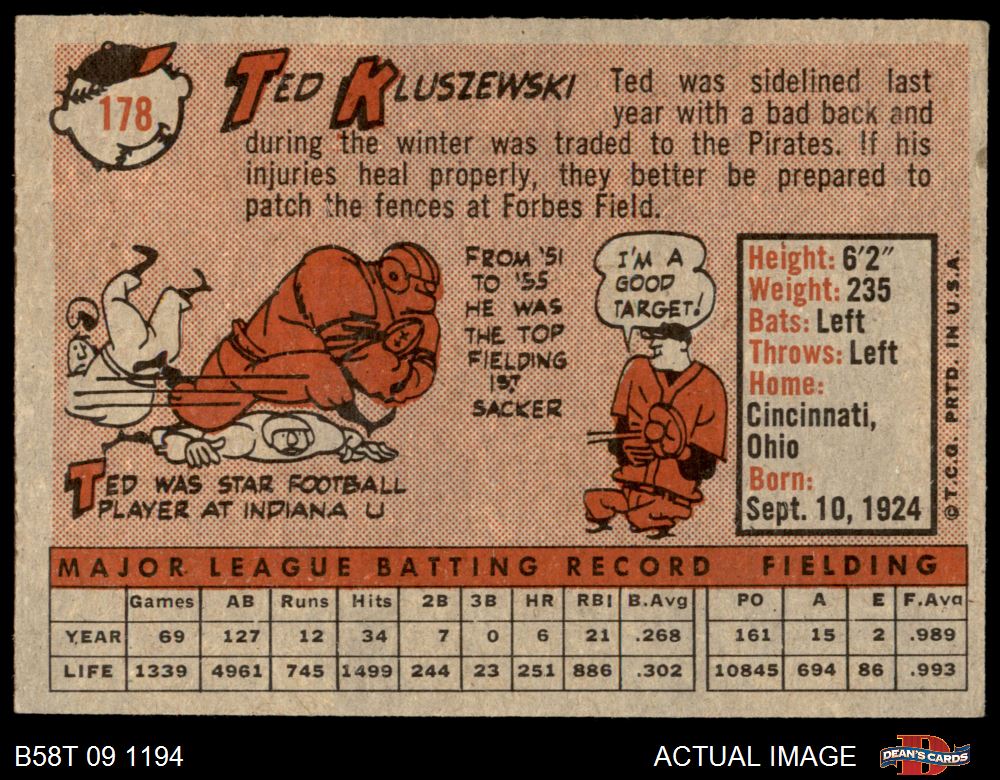 178
TED KLUSZEWSKI
Ted was sidelined last
year with a bad back and
during the winter was traded to the Pirates. If his
injuries heal properly, they better be prepared to
patch the fences at Forbes Field.
FROM '51
TO '55
HE WAS
THE TOP
FIELDING
1ST
SACKER
I'M A
GOOD
TARGET!
TED WAS STAR FOOTBALL
PLAYER AT INDIANA U
Height: 6'2"
Weight: 235
Bats: Left
Throws: Left
Home:
Cincinnati,
Ohio
Born:
Sept. 10, 1924
© T.C.G. PRTD. IN U.S.A.
MAJOR LEAGUE BATTING RECORD FIELDING
Games AB Runs Hits 2B 3B HR RBI B.Avg PO A E F.Avg
YEAR 69 127 12 34 7 0 6 21 .268 161 15 2 .989
LIFE 1339 4961 745 1499 244 23 251 886 .302 10845 694 86 .993
B58T 09 1194 ACTUAL IMAGE DEAN'S CARDS